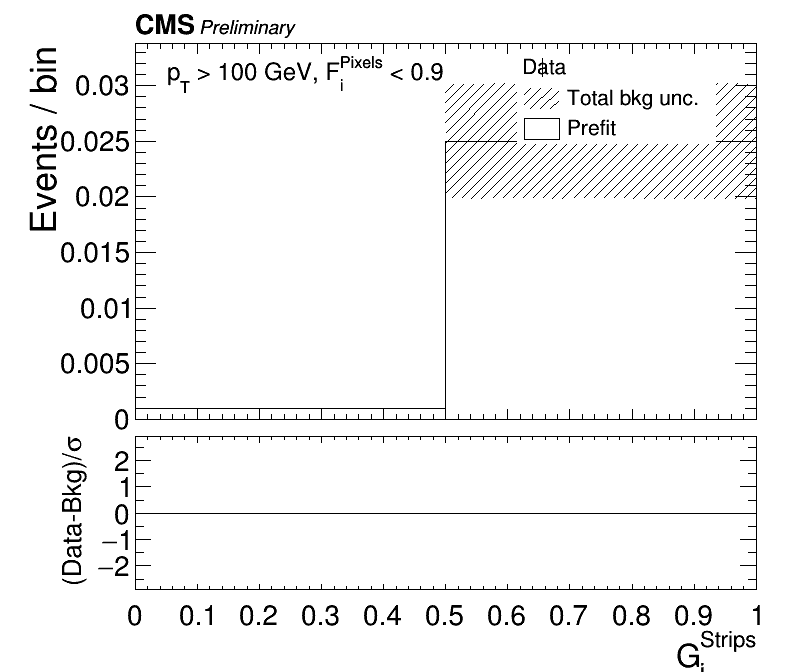 CMS Preliminary
p_T > 100 GeV, F_i^Pixels < 0.9
Data
Total bkg unc.
Prefit
Events / bin
0.03
0.025
0.02
0.015
0.01
0.005
0
(Data-Bkg)/σ
2
1
0
−1
−2
0 0.1 0.2 0.3 0.4 0.5 0.6 0.7 0.8 0.9 1
G_i^Strips